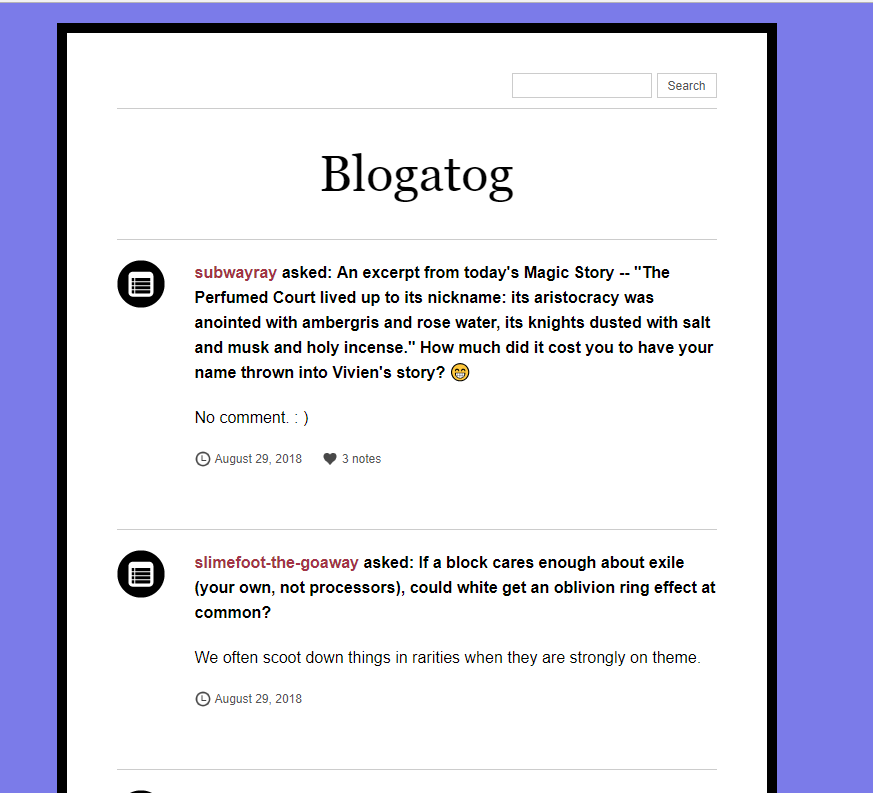 Search
Blogatog
subwayray asked: An excerpt from today's Magic Story -- "The
Perfumed Court lived up to its nickname: its aristocracy was
anointed with ambergris and rose water, its knights dusted with salt
and musk and holy incense." How much did it cost you to have your
name thrown into Vivien's story? 😁
No comment. : )
August 29, 2018 3 notes
slimefoot-the-goaway asked: If a block cares enough about exile
(your own, not processors), could white get an oblivion ring effect at
common?
We often scoot down things in rarities when they are strongly on theme.
August 29, 2018